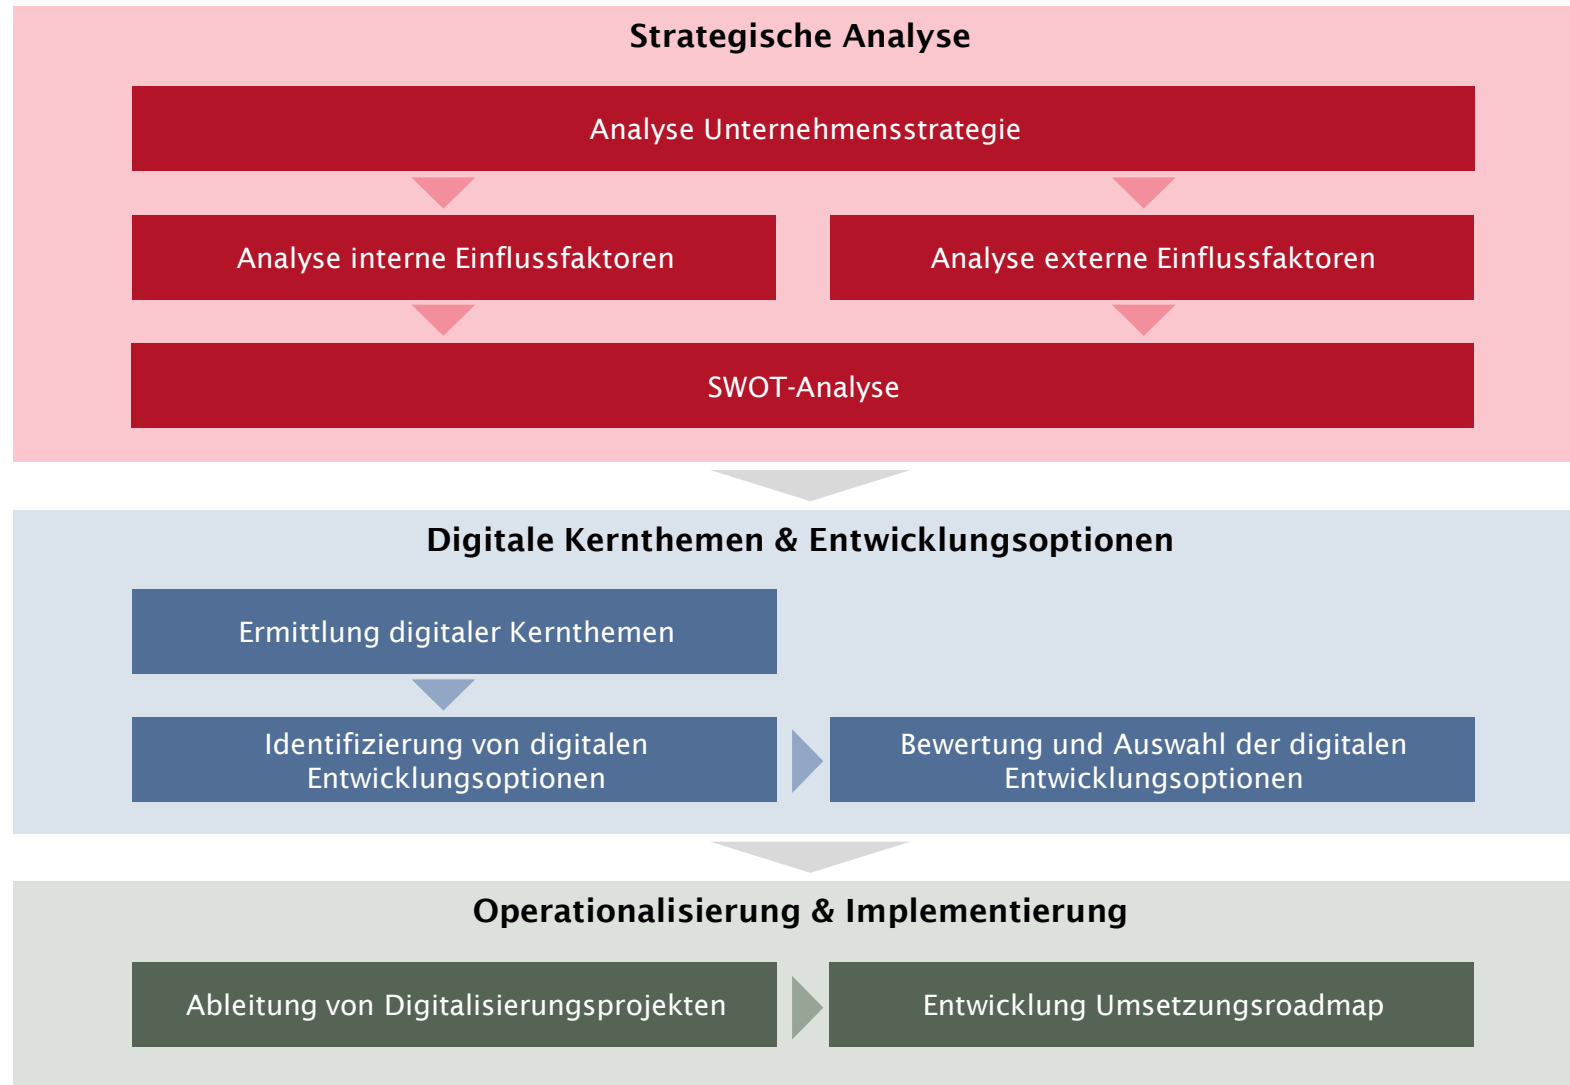 Strategische Analyse
Analyse Unternehmensstrategie
Analyse interne Einflussfaktoren
Analyse externe Einflussfaktoren
SWOT-Analyse
Digitale Kernthemen & Entwicklungsoptionen
Ermittlung digitaler Kernthemen
Identifizierung von digitalen
Entwicklungsoptionen
Bewertung und Auswahl der digitalen
Entwicklungsoptionen
Operationalisierung & Implementierung
Ableitung von Digitalisierungsprojekten
Entwicklung Umsetzungsroadmap